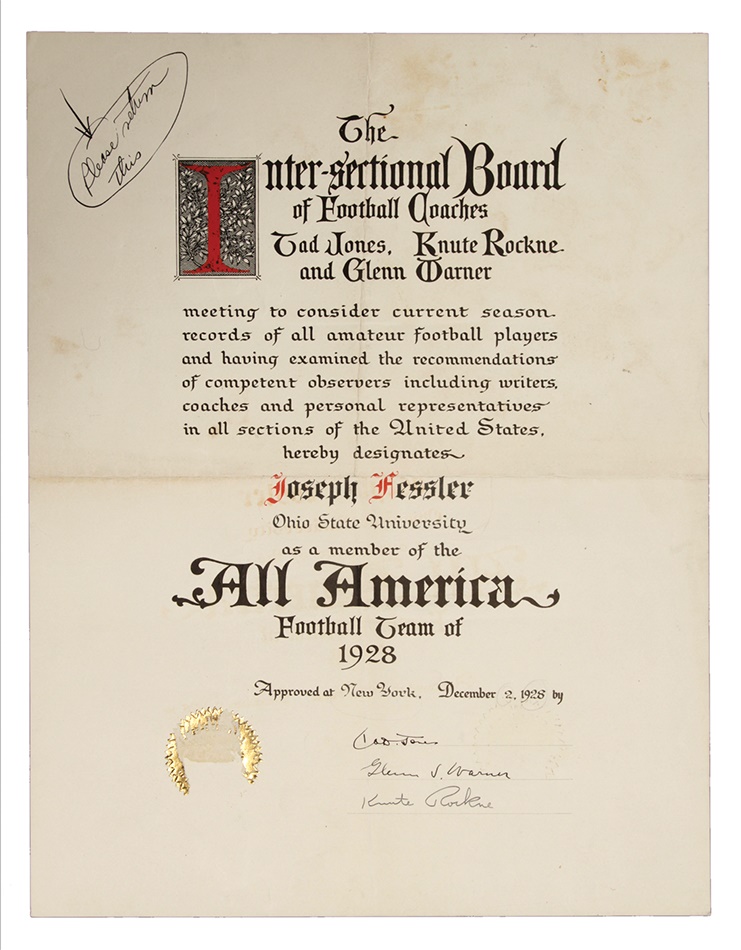 Please return
this
The
Inter-sectional Board
of Football Coaches
Tad Jones, Knute Rockne
and Glenn Warner
meeting to consider current season
records of all amateur football players
and having examined the recommendations
of competent observers including writers,
coaches and personal representatives
in all sections of the United States,
hereby designates
Joseph Fessler
Ohio State University
as a member of the
All America
Football Team of
1928
Approved at New York, December 2, 1928 by
Tad. Jones
Glenn S. Warner
Knute Rockne